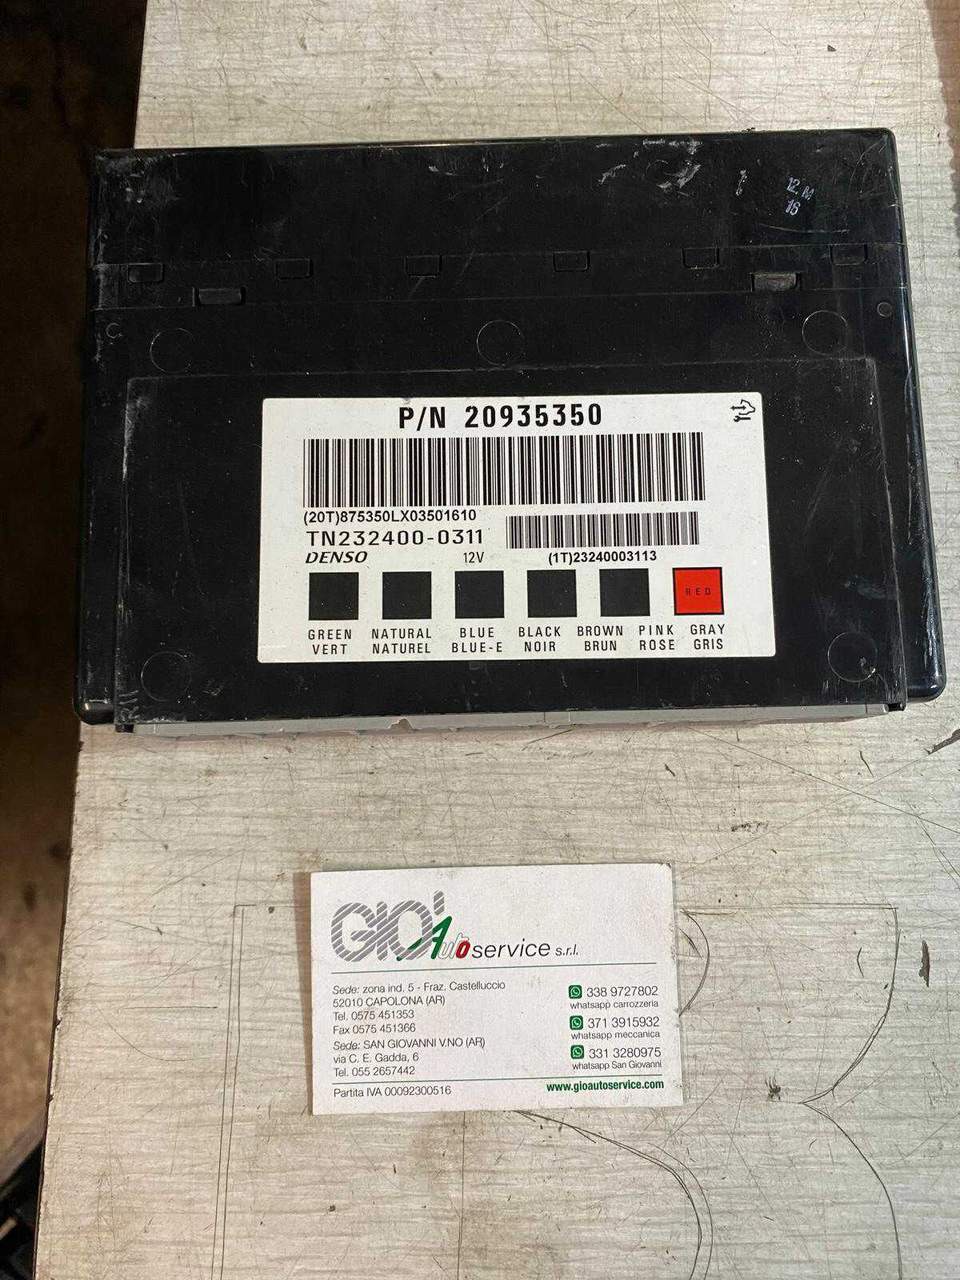 12.M
16
P/N 20935350
(20T)875350LX03501610
TN232400-0311
DENSO 12V (1T)23240003113
RED
GREEN NATURAL BLUE BLACK BROWN PINK GRAY
VERT NATUREL BLUE-E NOIR BRUN ROSE GRIS
GIO' Auto service s.r.l.
Sede: zona ind. 5 - Fraz. Castelluccio
52010 CAPOLONA (AR)
Tel. 0575 451353
Fax 0575 451366
Sede: SAN GIOVANNI V.NO (AR)
via C. E. Gadda, 6
Tel. 055 2657442
Partita IVA 00092300516
338 9727802
whatsapp carrozzeria
371 3915932
whatsapp meccanica
331 3280975
whatsapp San Giovanni
www.gioautoservice.com